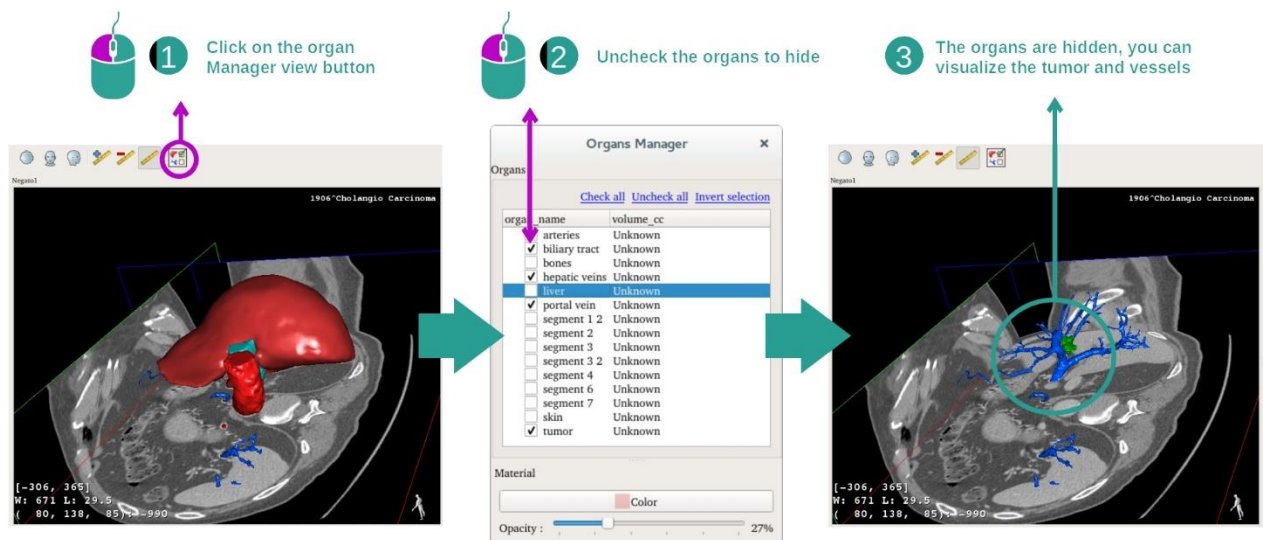 1
Click on the organ
Manager view button
2
Uncheck the organs to hide
3
The organs are hidden, you can
visualize the tumor and vessels
Negato1
1906^Cholangio Carcinoma
[-306, 365]
W: 671 L: 29.5
( 80, 138, 85): -990
Organs Manager
Organs
Check all Uncheck all Invert selection
organ_name volume_cc
arteries Unknown
biliary tract Unknown
bones Unknown
hepatic veins Unknown
liver Unknown
portal vein Unknown
segment 1 2 Unknown
segment 2 Unknown
segment 3 Unknown
segment 3 2 Unknown
segment 4 Unknown
segment 6 Unknown
segment 7 Unknown
skin Unknown
tumor Unknown
Material
Color
Opacity : 27%
Negato1
1906^Cholangio Carcinoma
[-306, 365]
W: 671 L: 29.5
( 80, 138, 85): -990